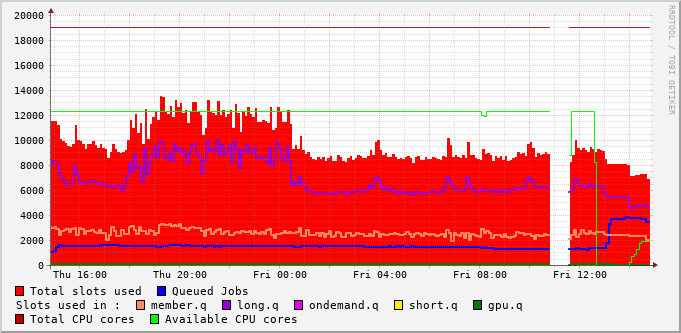 RRDTOOL / TOBI OETIKER
20000
18000
16000
14000
12000
10000
8000
6000
4000
2000
0
Thu 16:00 Thu 20:00 Fri 00:00 Fri 04:00 Fri 08:00 Fri 12:00
Total slots used Queued Jobs
Slots used in : member.q long.q ondemand.q short.q gpu.q
Total CPU cores Available CPU cores